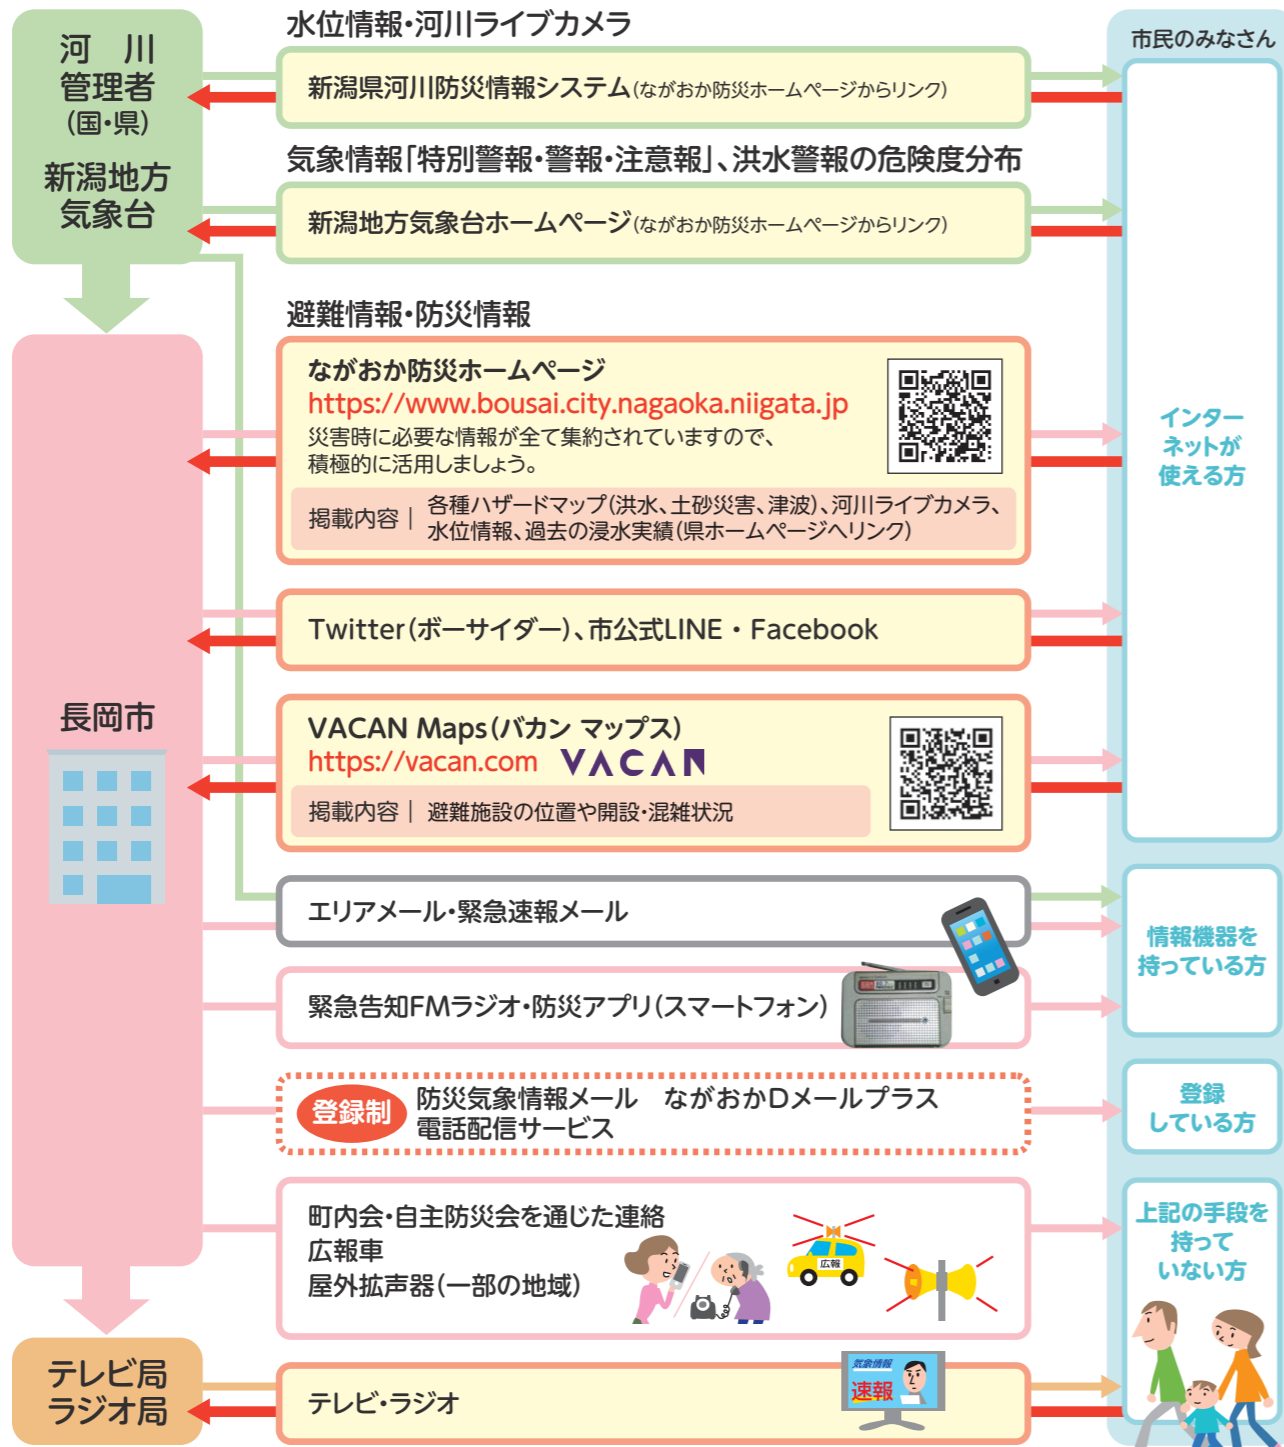 河　川
管理者
(国・県)
新潟地方
気象台
水位情報・河川ライブカメラ
新潟県河川防災情報システム(ながおか防災ホームページからリンク)
気象情報「特別警報・警報・注意報」、洪水警報の危険度分布
新潟地方気象台ホームページ(ながおか防災ホームページからリンク)
避難情報・防災情報
ながおか防災ホームページ
https://www.bousai.city.nagaoka.niigata.jp
災害時に必要な情報が全て集約されていますので、
積極的に活用しましょう。
掲載内容｜各種ハザードマップ(洪水、土砂災害、津波)、河川ライブカメラ、
水位情報、過去の浸水実績(県ホームページへリンク)
Twitter(ボーサイダー)、市公式LINE・Facebook
長岡市
VACAN Maps(バカン マップス)
https://vacan.com VACAN
掲載内容｜避難施設の位置や開設・混雑状況
エリアメール・緊急速報メール
緊急告知FMラジオ・防災アプリ(スマートフォン)
登録制
防災気象情報メール　ながおかDメールプラス
電話配信サービス
町内会・自主防災会を通じた連絡
広報車
屋外拡声器(一部の地域)
広報
テレビ局
ラジオ局
テレビ・ラジオ
気象情報
速報
市民のみなさん
インター
ネットが
使える方
情報機器を
持っている方
登録
している方
上記の手段を
持って
いない方